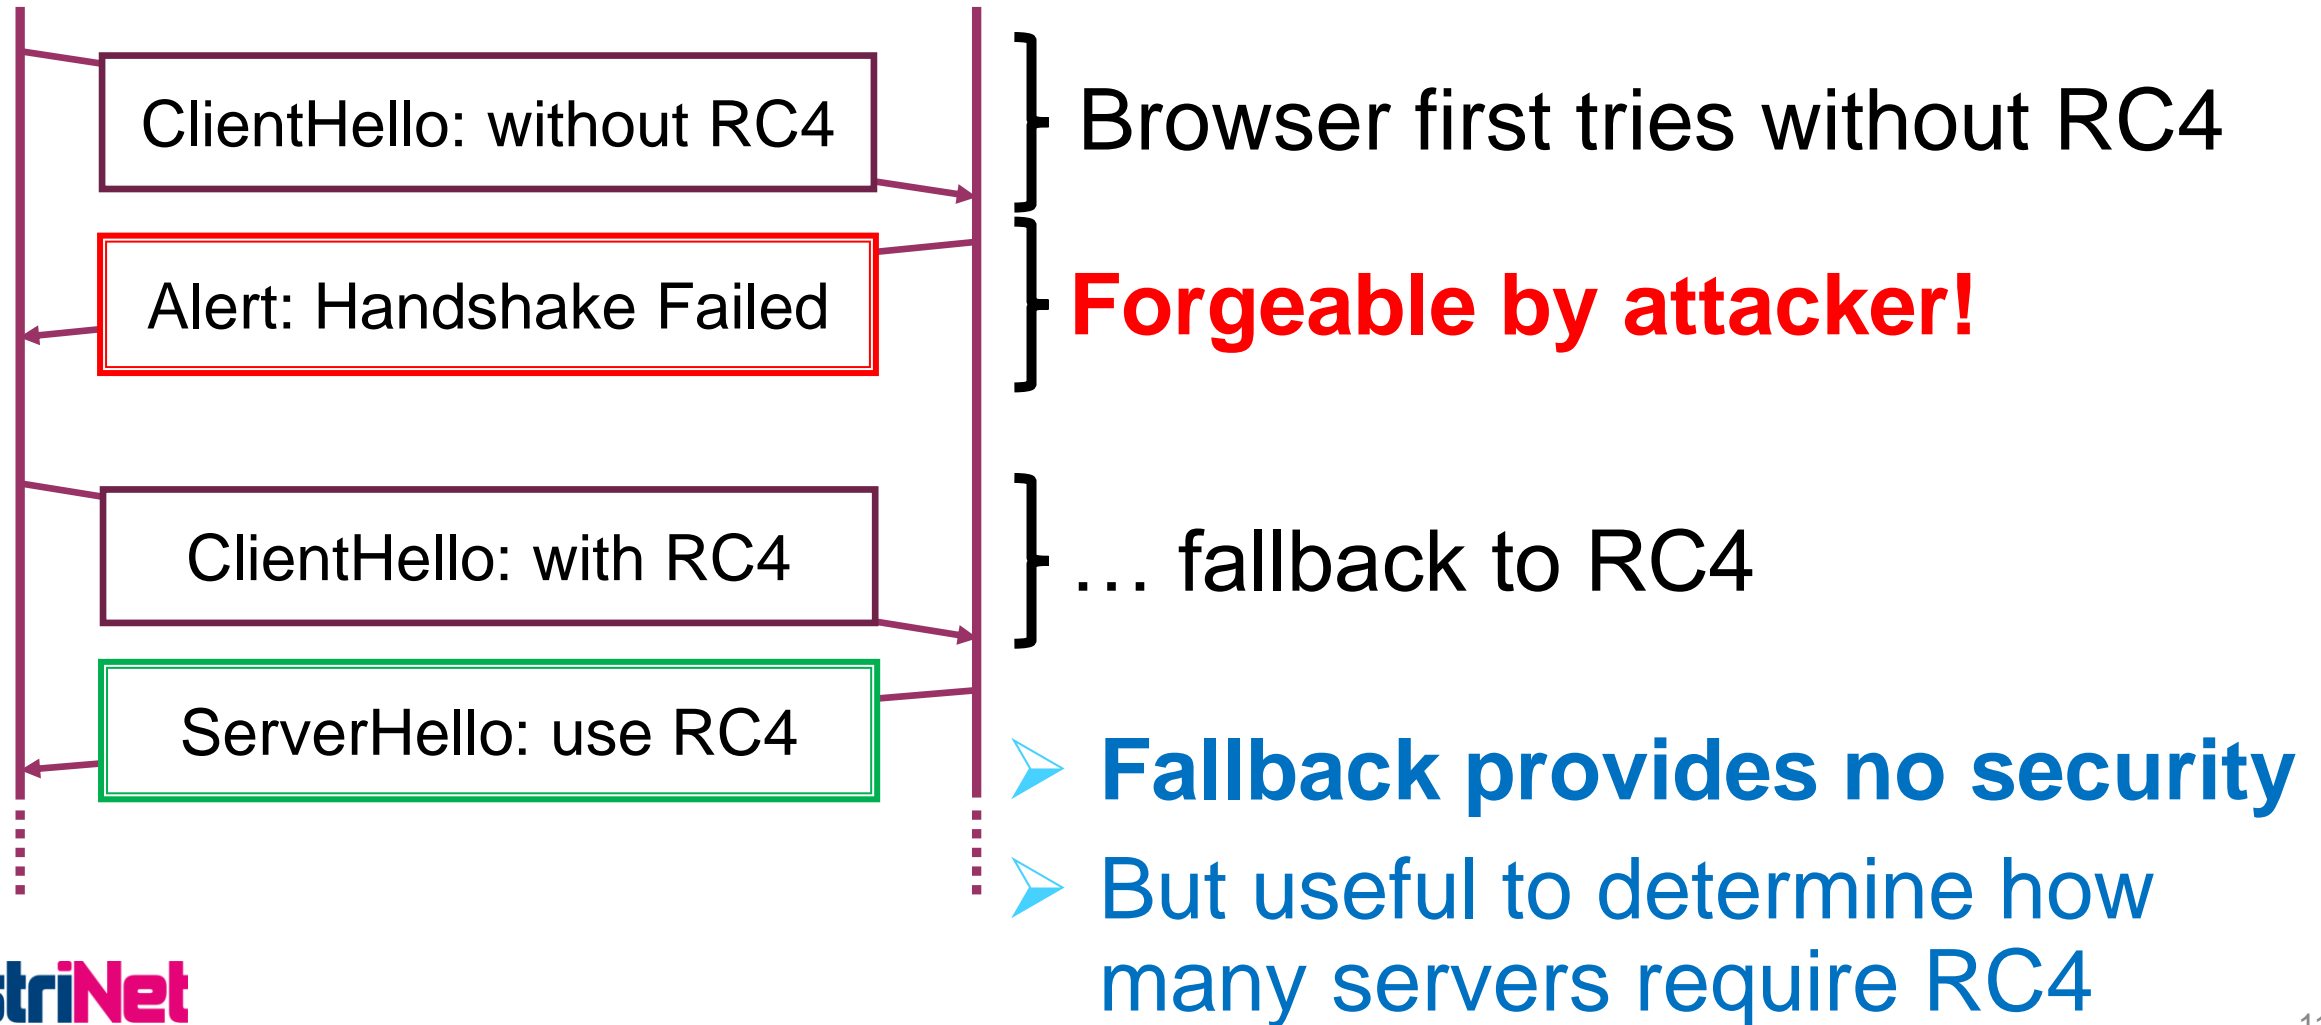 ClientHello: without RC4
Browser first tries without RC4
Alert: Handshake Failed
Forgeable by attacker!
ClientHello: with RC4
... fallback to RC4
ServerHello: use RC4
Fallback provides no security
But useful to determine how
many servers require RC4